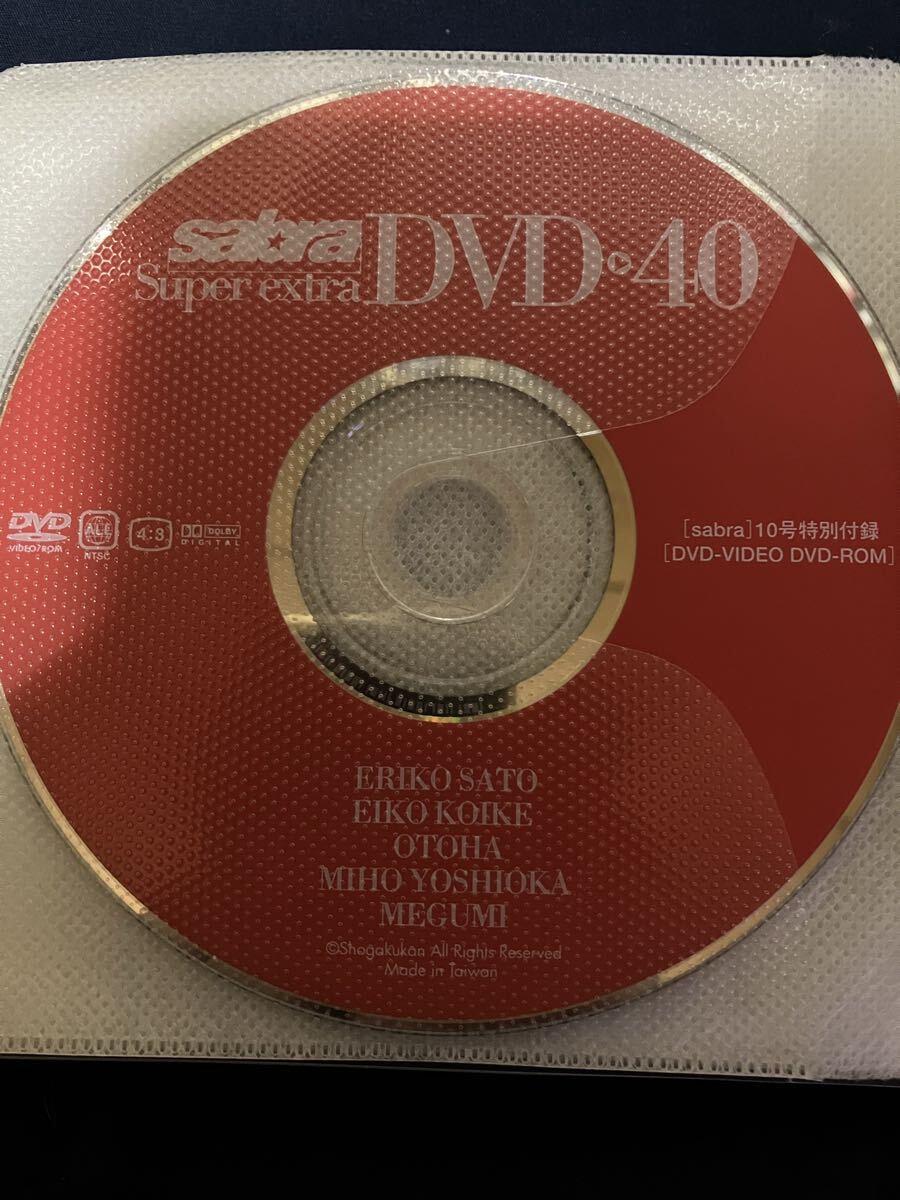 sabra
Super extra DVD 40
DVD
VIDEO/ROM
ALL
NTSC
4:3
DOLBY
DIGITAL
[sabra]10号特別付録
[DVD-VIDEO DVD-ROM]
ERIKO SATO
EIKO KOIKE
OTOHA
MIHO YOSHIOKA
MEGUMI
©Shogakukan All Rights Reserved
Made in Taiwan